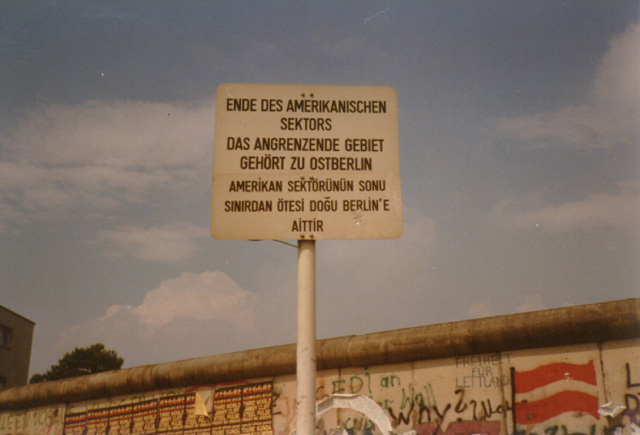 ENDE DES AMERIKANISCHEN
SEKTORS
DAS ANGRENZENDE GEBIET
GEHÖRT ZU OSTBERLIN
AMERİKAN SEKTÖRÜNÜN SONU
SINIRDAN ÖTESİ DOĞU BERLİN'E
AİTTİR
FREIHEIT
FÜR
LETTLAND
Why?